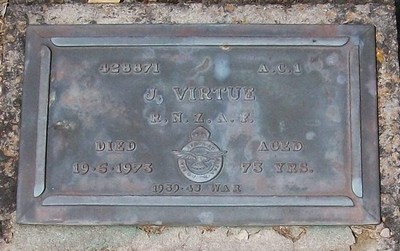 428871 A.C.1
J. VIRTUE
R.N.Z.A.F.
DIED AGED
19-5-1973 73 YRS.
1939-45 WAR